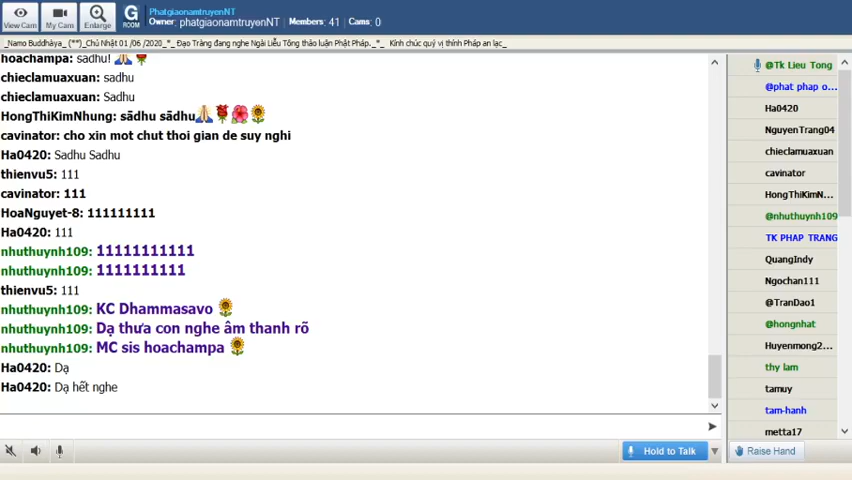 View Cam
My Cam
Enlarge
G
ROOM
PhatgiaonamtruyenNT
Owner: phatgiaonamtruyenNT
Members: 41
Cams: 0
_Namo Buddhàya_ (**)_Chủ Nhật 01 /06 /2020_*_ Đạo Tràng đang nghe Ngài Liễu Tông thảo luận Phật Pháp._*_ Kính chúc quý vị thính Pháp an lạc_
hoachampa: sadhu!
chieclamuaxuan: sadhu
chieclamuaxuan: Sadhu
HongThiKimNhung: sādhu sādhu
cavinator: cho xin mot chut thoi gian de suy nghi
Ha0420: Sadhu Sadhu
thienvu5: 111
cavinator: 111
HoaNguyet-8: 111111111
Ha0420: 111
nhuthuynh109: 11111111111
nhuthuynh109: 1111111111
thienvu5: 111
nhuthuynh109: KC Dhammasavo
nhuthuynh109: Dạ thưa con nghe âm thanh rõ
nhuthuynh109: MC sis hoachampa
Ha0420: Dạ
Ha0420: Dạ hết nghe
@Tk Lieu Tong
@phat phap o...
Ha0420
NguyenTrang04
chieclamuaxuan
cavinator
HongThiKimN...
@nhuthuynh109
TK PHAP TRANG
QuangIndy
Ngochan111
@TranDao1
@hongnhat
Huyenmong2...
thy lam
tamuy
tam-hanh
metta17
Hold to Talk
Raise Hand